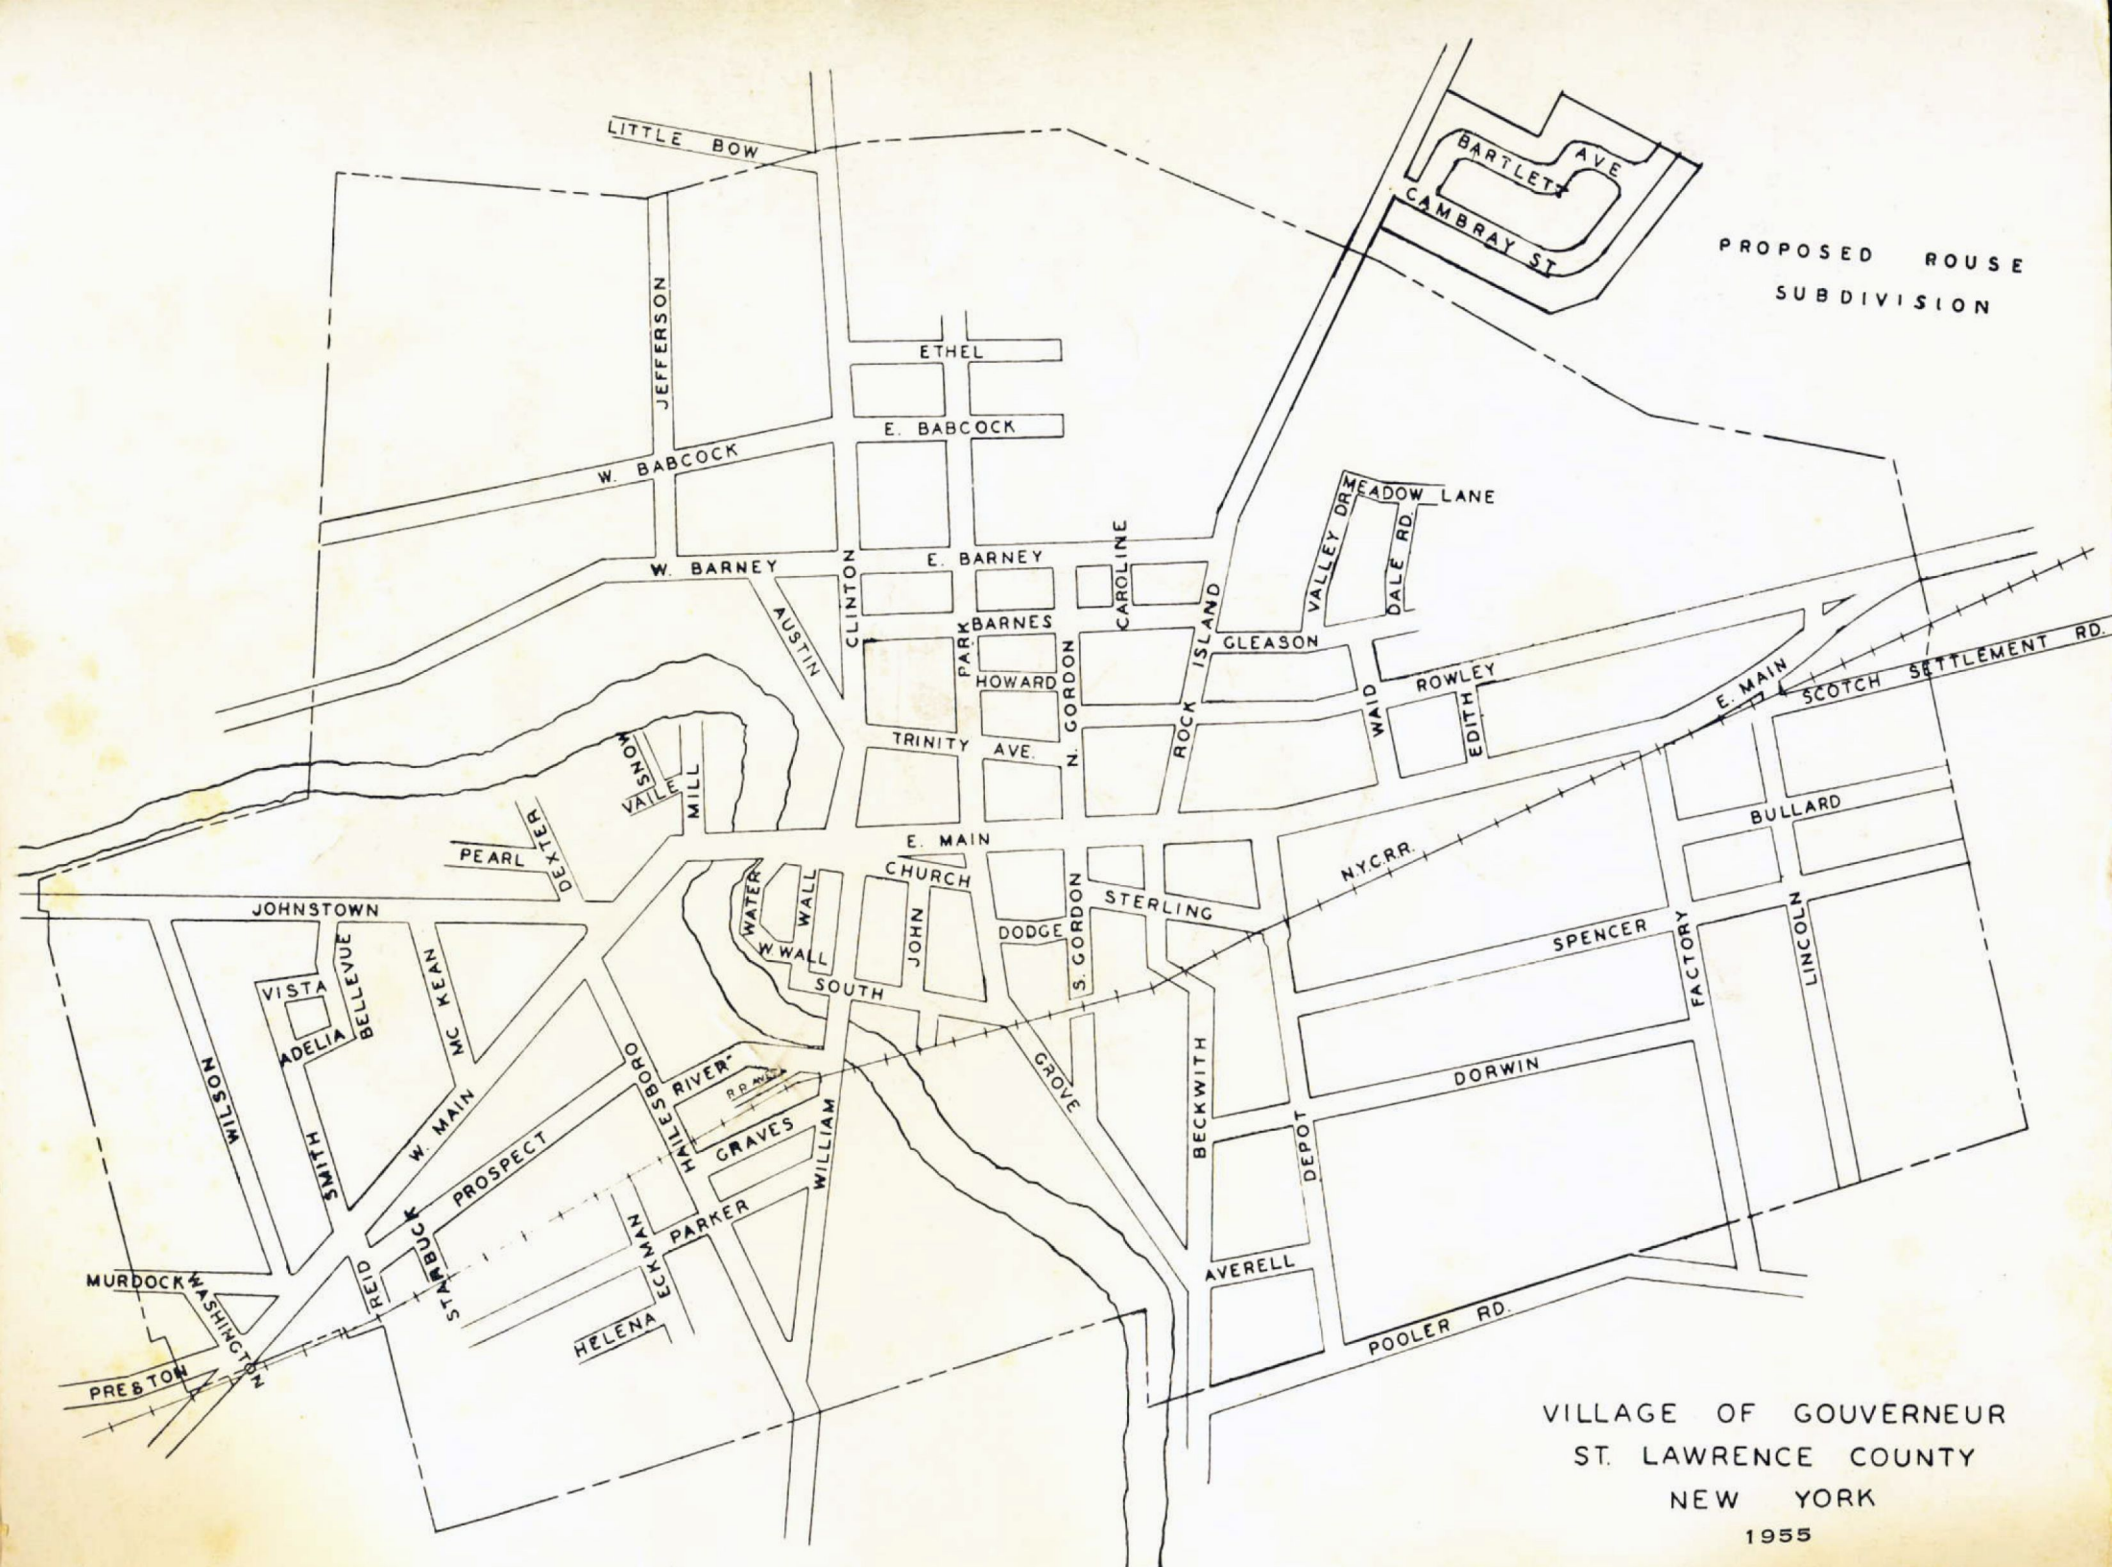 LITTLE BOW
BARTLETT AVE
CAMBRAY ST
PROPOSED ROUSE
SUBDIVISION
JEFFERSON
ETHEL
E. BABCOCK
W. BABCOCK
MEADOW LANE
VALLEY DR.
DALE RD.
W. BARNEY
E. BARNEY
CAROLINE
CLINTON
AUSTIN
BARNES
PARK
HOWARD
N. GORDON
ROCK ISLAND
GLEASON
ROWLEY
WAID
EDITH
E. MAIN
SCOTCH SETTLEMENT RD.
TRINITY AVE.
SNOW
VAILE
MILL
DEXTER
PEARL
E. MAIN
CHURCH
N.Y.C.R.R.
BULLARD
JOHNSTOWN
WATER
WALL
W. WALL
JOHN
DODGE
S. GORDON
STERLING
SPENCER
FACTORY
LINCOLN
SOUTH
VISTA
BELLEVUE
ADELIA
MC KEAN
WILSON
SMITH
W. MAIN
PROSPECT
HAILESBORO
RIVER
R.R. AVE.
GRAVES
WILLIAM
GROVE
BECKWITH
DEPOT
DORWIN
PARKER
ECKMAN
HELENA
STARBUCK
REID
MURDOCK
WASHINGTON
PRESTON
AVERELL
POOLER RD.
VILLAGE OF GOUVERNEUR
ST. LAWRENCE COUNTY
NEW YORK
1955